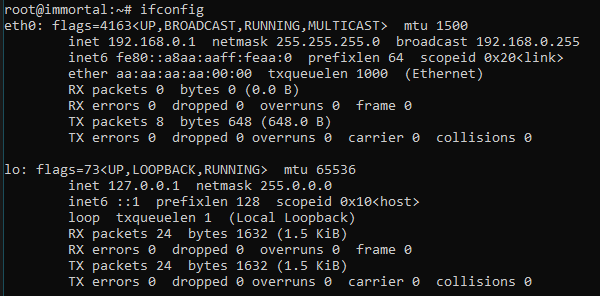 root@immortal:~# ifconfig
eth0: flags=4163<UP,BROADCAST,RUNNING,MULTICAST>  mtu 1500
        inet 192.168.0.1  netmask 255.255.255.0  broadcast 192.168.0.255
        inet6 fe80::a8aa:aaff:feaa:0  prefixlen 64  scopeid 0x20<link>
        ether aa:aa:aa:aa:00:00  txqueuelen 1000  (Ethernet)
        RX packets 0  bytes 0 (0.0 B)
        RX errors 0  dropped 0  overruns 0  frame 0
        TX packets 8  bytes 648 (648.0 B)
        TX errors 0  dropped 0 overruns 0  carrier 0  collisions 0

lo: flags=73<UP,LOOPBACK,RUNNING>  mtu 65536
        inet 127.0.0.1  netmask 255.0.0.0
        inet6 ::1  prefixlen 128  scopeid 0x10<host>
        loop  txqueuelen 1  (Local Loopback)
        RX packets 24  bytes 1632 (1.5 KiB)
        RX errors 0  dropped 0  overruns 0  frame 0
        TX packets 24  bytes 1632 (1.5 KiB)
        TX errors 0  dropped 0 overruns 0  carrier 0  collisions 0